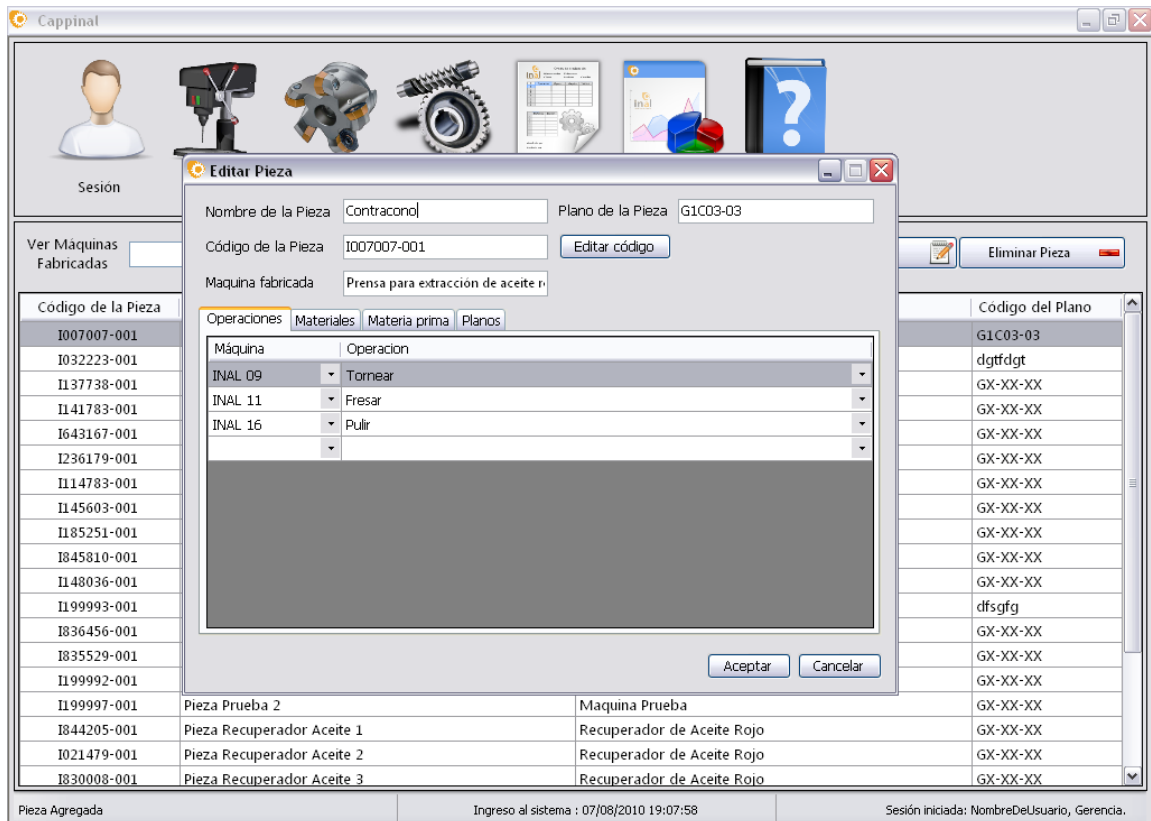 Cappinal
Inal
Inal
Sesión
Editar Pieza
Nombre de la Pieza Contracono Plano de la Pieza G1C03-03
Código de la Pieza I007007-001 Editar código
Maquina fabricada Prensa para extracción de aceite r
Ver Máquinas
Fabricadas
Eliminar Pieza
Operaciones Materiales Materia prima Planos
Máquina Operacion
INAL 09 Tornear
INAL 11 Fresar
INAL 16 Pulir
Aceptar Cancelar
Código de la Pieza Código del Plano
I007007-001 G1C03-03
I032223-001 dgtfdgt
I137738-001 GX-XX-XX
I141783-001 GX-XX-XX
I643167-001 GX-XX-XX
I236179-001 GX-XX-XX
I114783-001 GX-XX-XX
I145603-001 GX-XX-XX
I185251-001 GX-XX-XX
I845810-001 GX-XX-XX
I148036-001 GX-XX-XX
I199993-001 dfsgfg
I836456-001 GX-XX-XX
I835529-001 GX-XX-XX
I199992-001 GX-XX-XX
I199997-001 Pieza Prueba 2 Maquina Prueba GX-XX-XX
I844205-001 Pieza Recuperador Aceite 1 Recuperador de Aceite Rojo GX-XX-XX
I021479-001 Pieza Recuperador Aceite 2 Recuperador de Aceite Rojo GX-XX-XX
I830008-001 Pieza Recuperador Aceite 3 Recuperador de Aceite Rojo GX-XX-XX
Pieza Agregada Ingreso al sistema : 07/08/2010 19:07:58 Sesión iniciada: NombreDeUsuario, Gerencia.